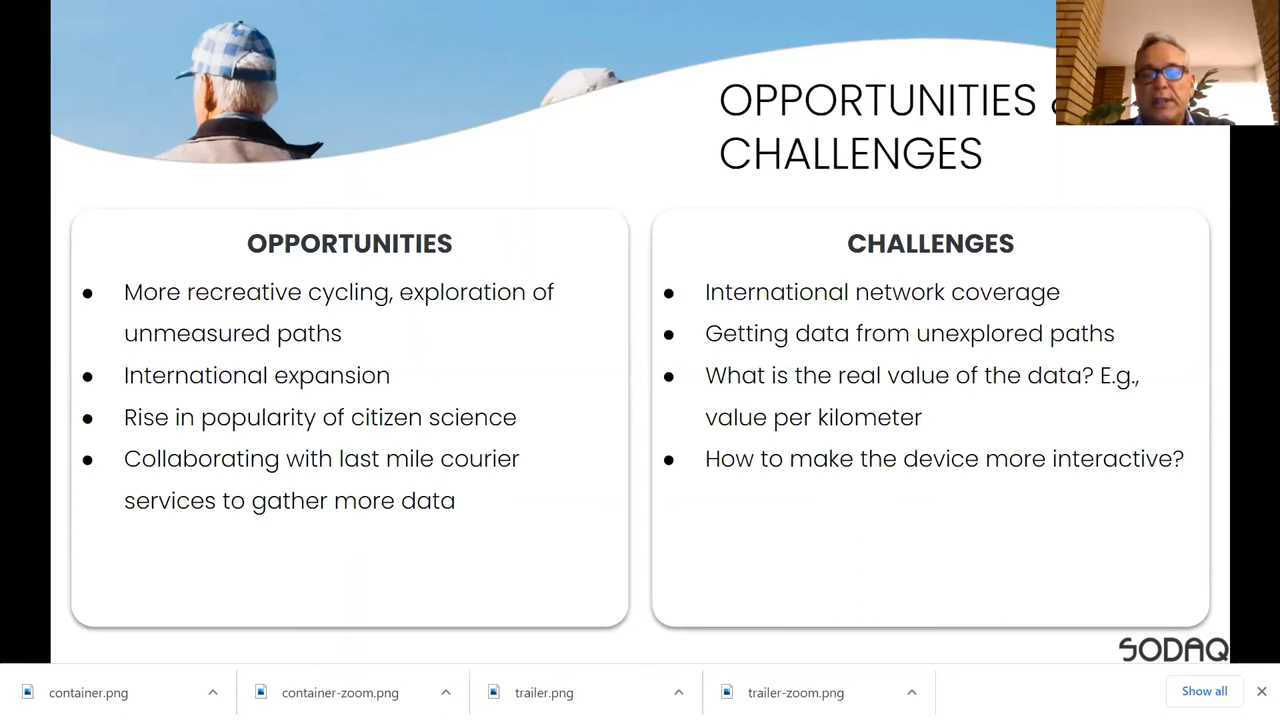 OPPORTUNITIES
CHALLENGES
OPPORTUNITIES
● More recreative cycling, exploration of
unmeasured paths
● International expansion
● Rise in popularity of citizen science
● Collaborating with last mile courier
services to gather more data
CHALLENGES
● International network coverage
● Getting data from unexplored paths
● What is the real value of the data? E.g.,
value per kilometer
● How to make the device more interactive?
SODAQ
container.png
container-zoom.png
trailer.png
trailer-zoom.png
Show all